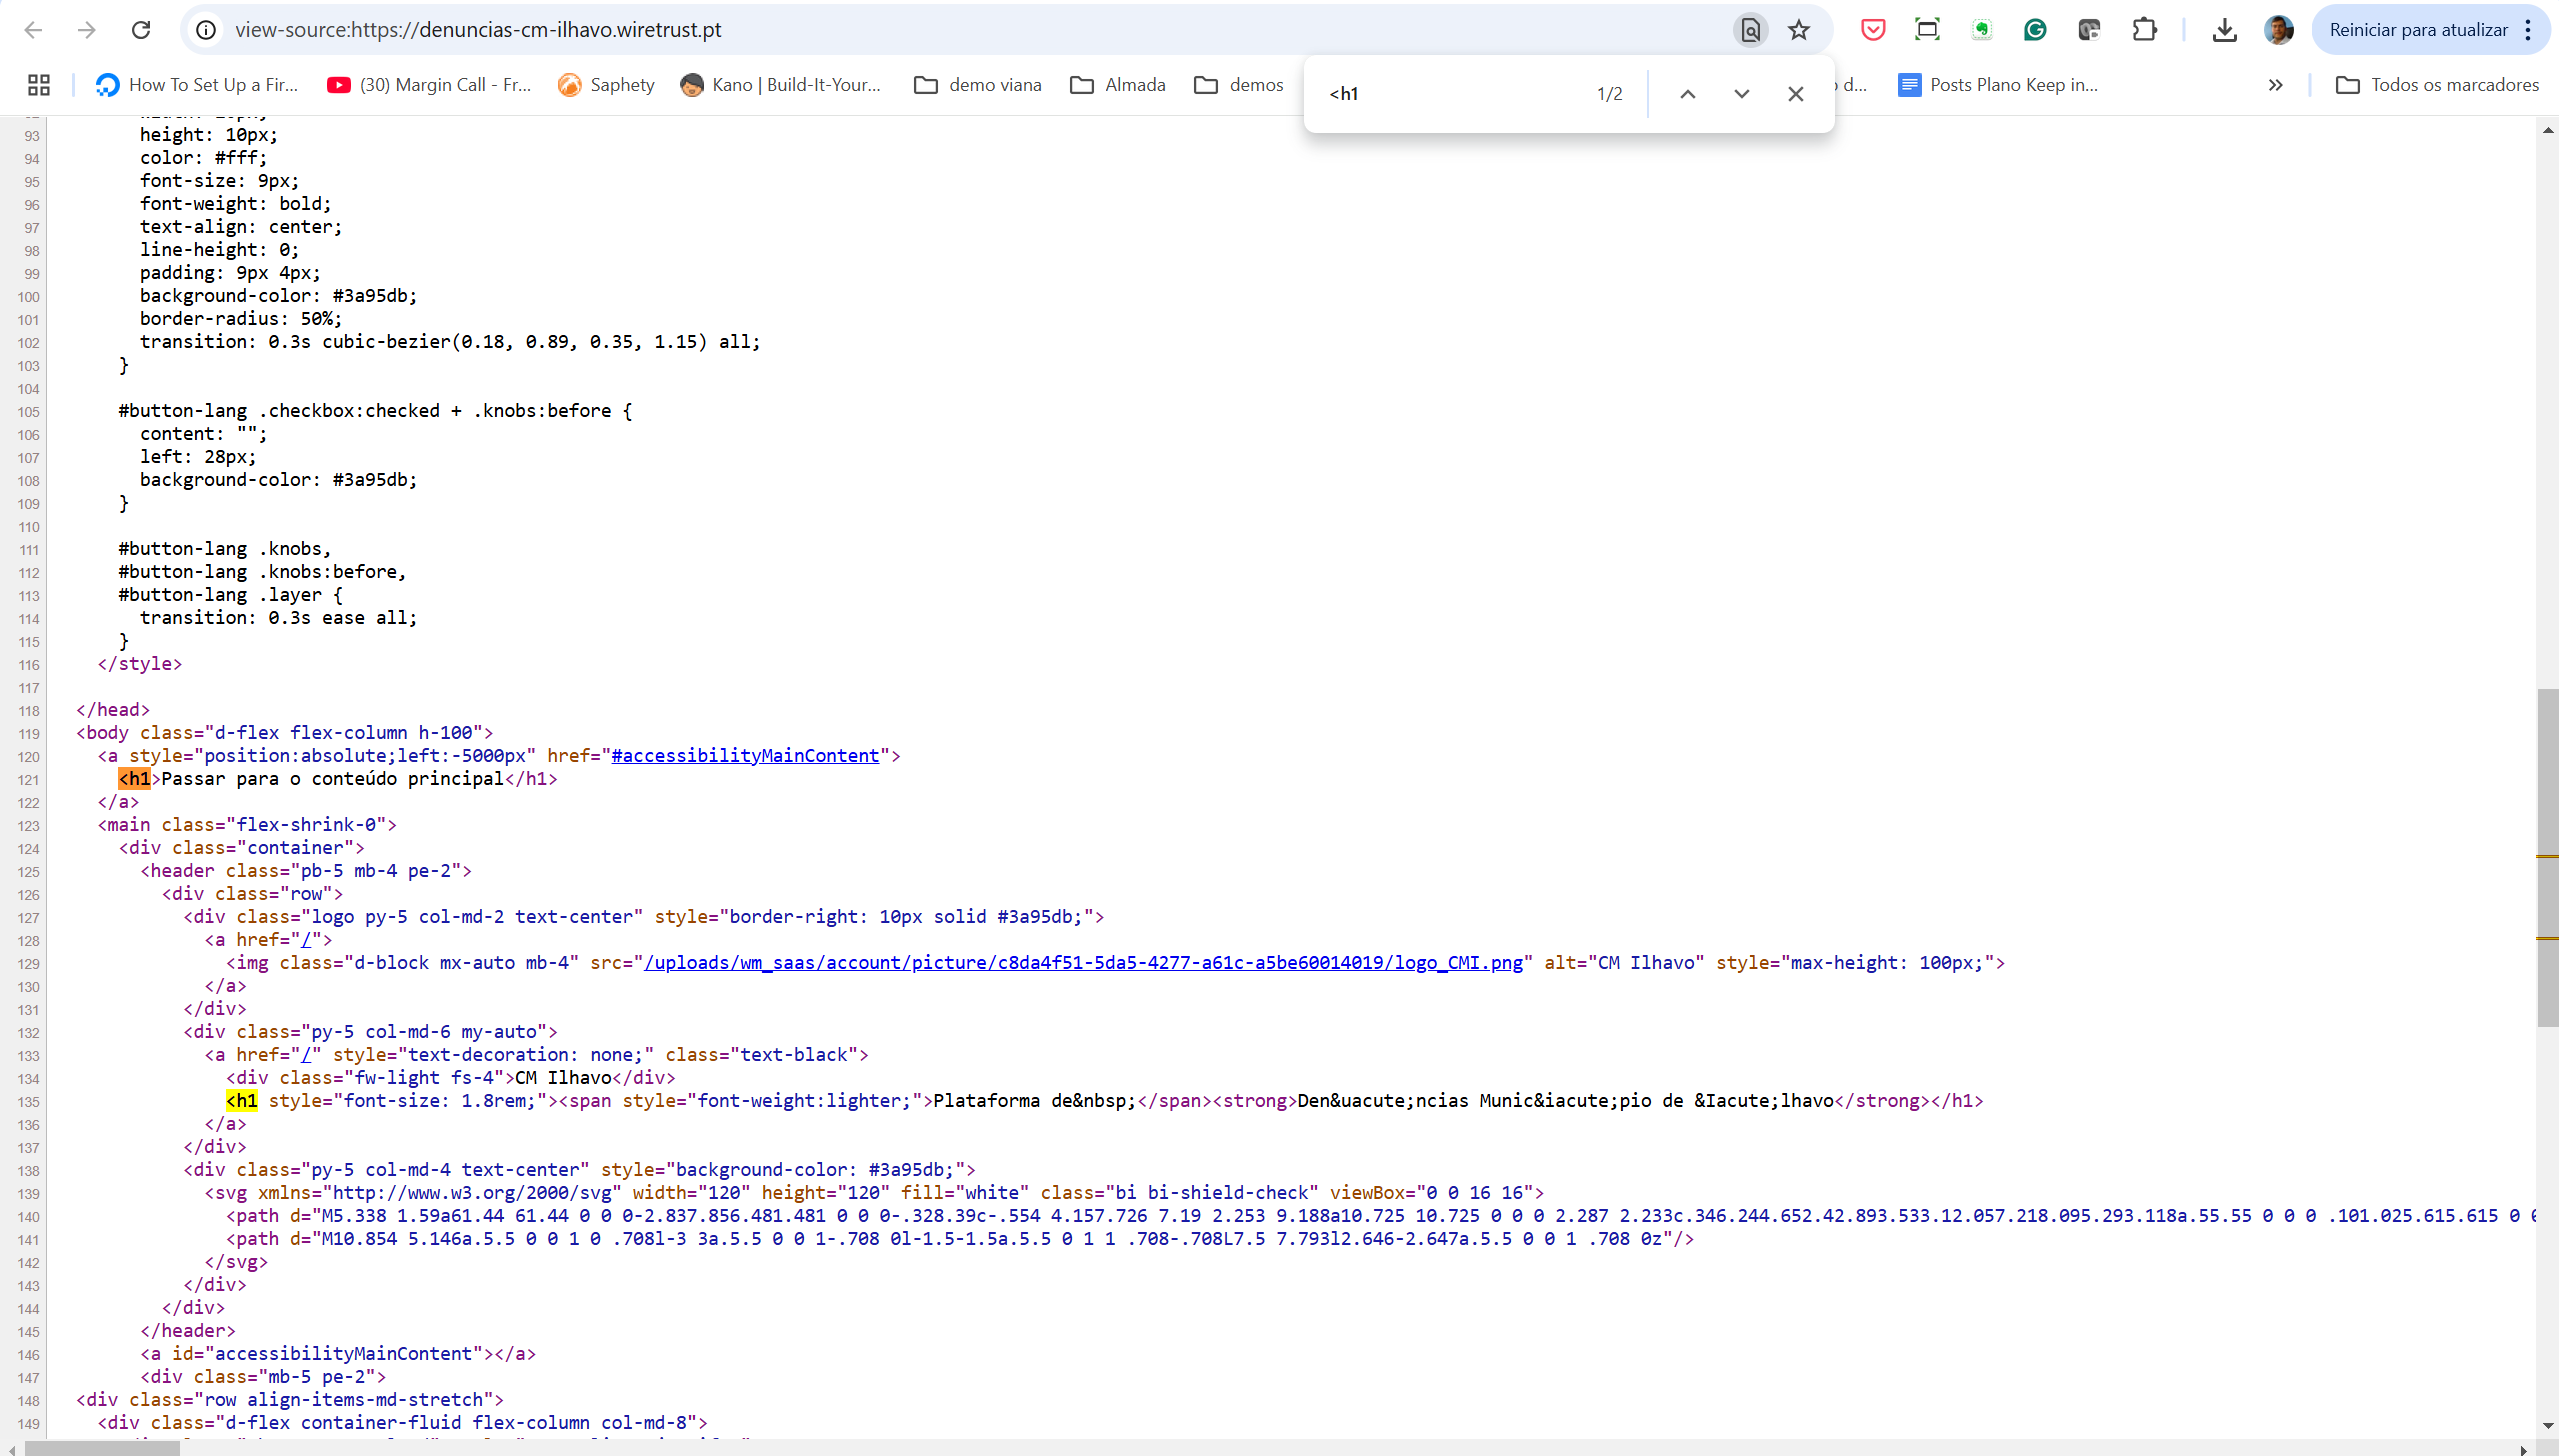 view-source:https://denuncias-cm-ilhavo.wiretrust.pt
Reiniciar para atualizar
How To Set Up a Fir...
(30) Margin Call - Fr...
Saphety
Kano | Build-It-Your...
demo viana
Almada
demos
o d...
Posts Plano Keep in...
Todos os marcadores
<h1
1/2
93 height: 10px;
94 color: #fff;
95 font-size: 9px;
96 font-weight: bold;
97 text-align: center;
98 line-height: 0;
99 padding: 9px 4px;
100 background-color: #3a95db;
101 border-radius: 50%;
102 transition: 0.3s cubic-bezier(0.18, 0.89, 0.35, 1.15) all;
103 }
104
105 #button-lang .checkbox:checked + .knobs:before {
106 content: "";
107 left: 28px;
108 background-color: #3a95db;
109 }
110
111 #button-lang .knobs,
112 #button-lang .knobs:before,
113 #button-lang .layer {
114 transition: 0.3s ease all;
115 }
116 </style>
117
118 </head>
119 <body class="d-flex flex-column h-100">
120 <a style="position:absolute;left:-5000px" href="#accessibilityMainContent">
121 <h1>Passar para o conteúdo principal</h1>
122 </a>
123 <main class="flex-shrink-0">
124 <div class="container">
125 <header class="pb-5 mb-4 pe-2">
126 <div class="row">
127 <div class="logo py-5 col-md-2 text-center" style="border-right: 10px solid #3a95db;">
128 <a href="/">
129 <img class="d-block mx-auto mb-4" src="/uploads/wm_saas/account/picture/c8da4f51-5da5-4277-a61c-a5be60014019/logo_CMI.png" alt="CM Ilhavo" style="max-height: 100px;">
130 </a>
131 </div>
132 <div class="py-5 col-md-6 my-auto">
133 <a href="/" style="text-decoration: none;" class="text-black">
134 <div class="fw-light fs-4">CM Ilhavo</div>
135 <h1 style="font-size: 1.8rem;"><span style="font-weight:lighter;">Plataforma de&nbsp;</span><strong>Den&uacute;ncias Munic&iacute;pio de &Iacute;lhavo</strong></h1>
136 </a>
137 </div>
138 <div class="py-5 col-md-4 text-center" style="background-color: #3a95db;">
139 <svg xmlns="http://www.w3.org/2000/svg" width="120" height="120" fill="white" class="bi bi-shield-check" viewBox="0 0 16 16">
140 <path d="M5.338 1.59a61.44 61.44 0 0 0-2.837.856.481.481 0 0 0-.328.39c-.554 4.157.726 7.19 2.253 9.188a10.725 10.725 0 0 0 2.287 2.233c.346.244.652.42.893.533.12.057.218.095.293.118a.55.55 0 0 0 .101.025.615.615 0
141 <path d="M10.854 5.146a.5.5 0 0 1 0 .708l-3 3a.5.5 0 0 1-.708 0l-1.5-1.5a.5.5 0 1 1 .708-.708L7.5 7.793l2.646-2.647a.5.5 0 0 1 .708 0z"/>
142 </svg>
143 </div>
144 </div>
145 </header>
146 <a id="accessibilityMainContent"></a>
147 <div class="mb-5 pe-2">
148 <div class="row align-items-md-stretch">
149 <div class="d-flex container-fluid flex-column col-md-8">